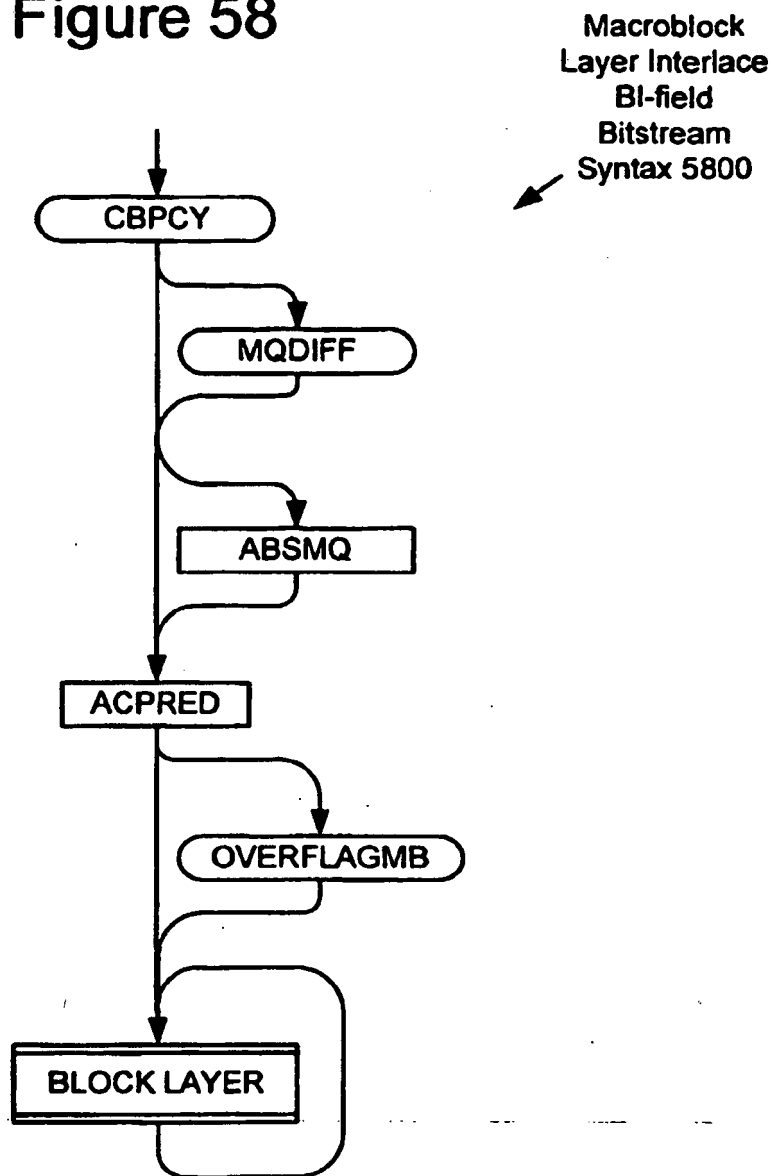 Figure 58
Macroblock
Layer Interlace
BI-field
Bitstream
Syntax 5800
CBPCY
MQDIFF
ABSMQ
ACPRED
OVERFLAGMB
BLOCK LAYER